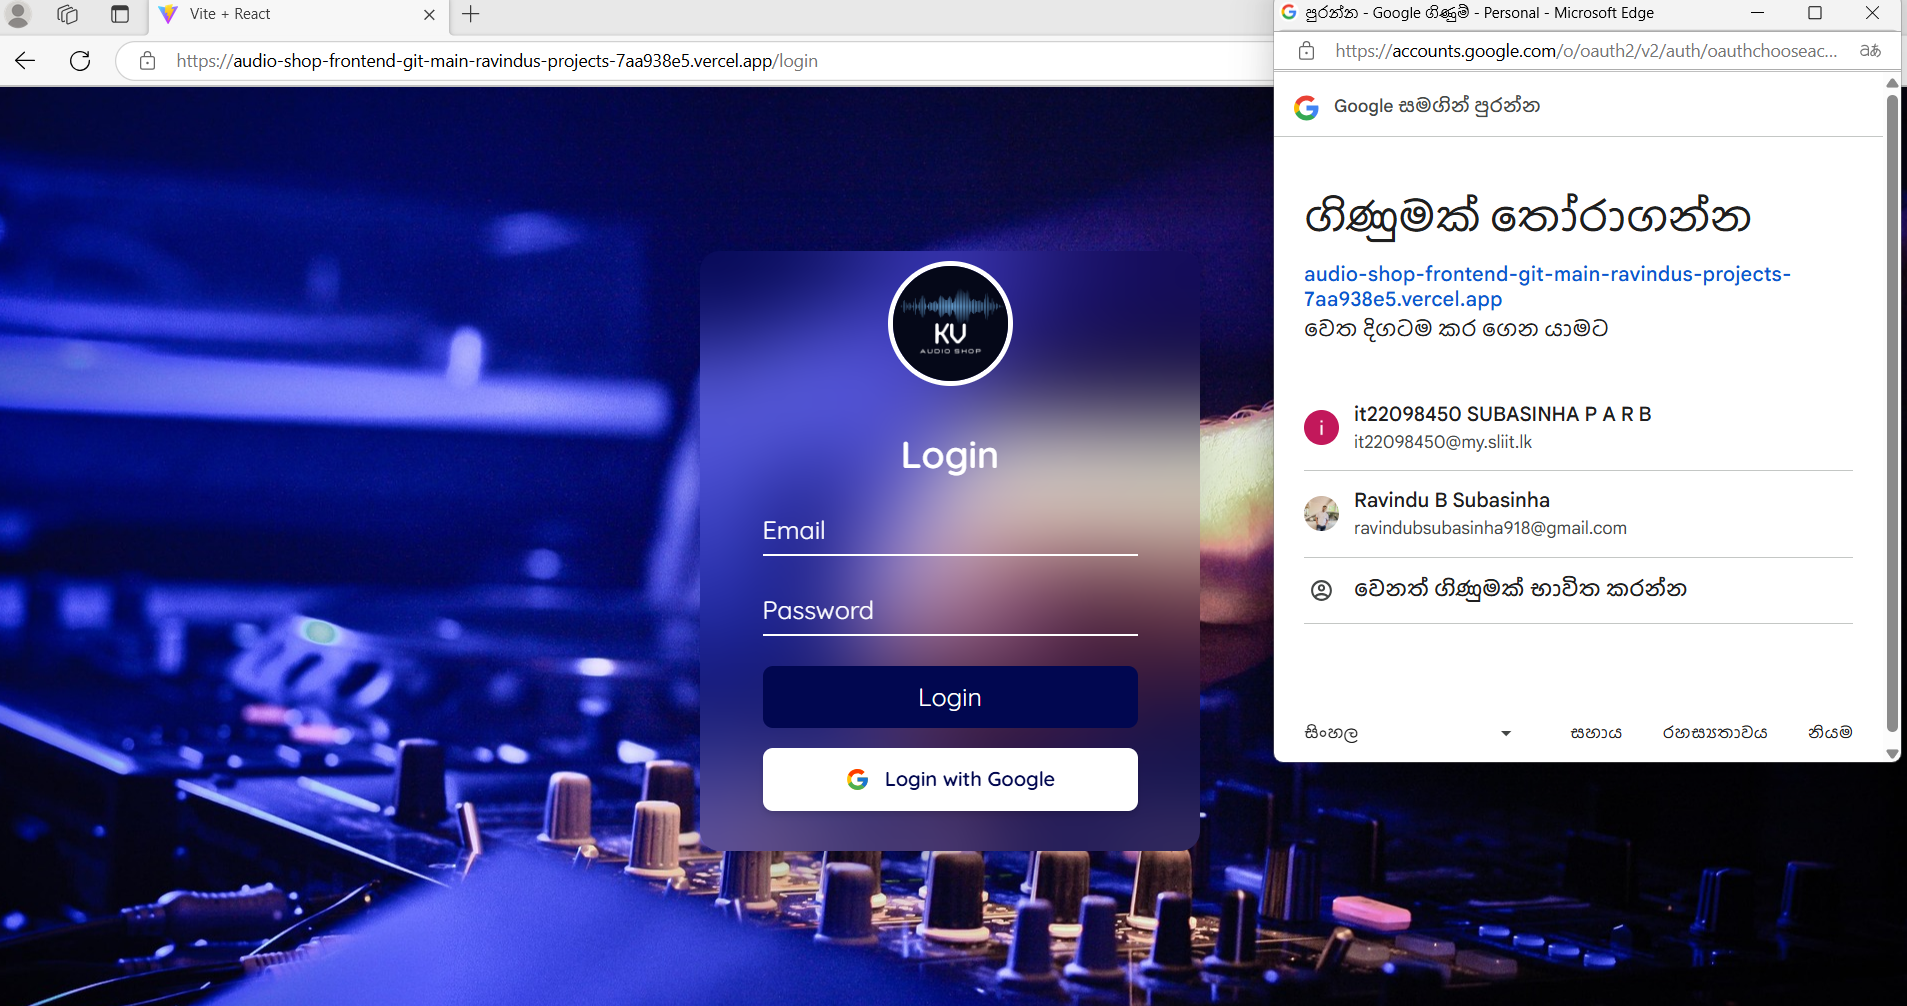 Vite + React
https://audio-shop-frontend-git-main-ravindus-projects-7aa938e5.vercel.app/login
KV
AUDIO SHOP
Login
Email
Password
Login
Login with Google
පුරන්න - Google ගිණුම් - Personal - Microsoft Edge
https://accounts.google.com/o/oauth2/v2/auth/oauthchooseac...
Google සමගින් පුරන්න
ගිණුමක් තෝරාගන්න
audio-shop-frontend-git-main-ravindus-projects-
7aa938e5.vercel.app
වෙත දිගටම කර ගෙන යාමට
i
it22098450 SUBASINHA P A R B
it22098450@my.sliit.lk
Ravindu B Subasinha
ravindubsubasinha918@gmail.com
වෙනත් ගිණුමක් භාවිත කරන්න
සිංහල
සහාය
රහස්‍යතාවය
නියම